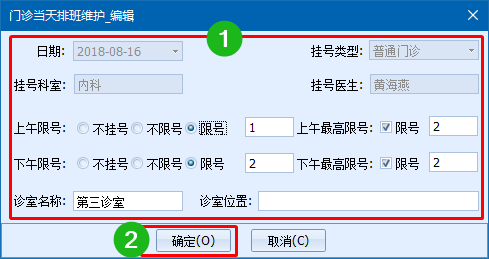 门诊当天排班维护_编辑
1
日期: 2018-08-16 挂号类型: 普通门诊
挂号科室: 内科 挂号医生: 黄海燕
上午限号: 不挂号 不限号 限号 1 上午最高限号: 限号 2
下午限号: 不挂号 不限号 限号 2 下午最高限号: 限号 2
诊室名称: 第三诊室 诊室位置:
2 确定(O) 取消(C)